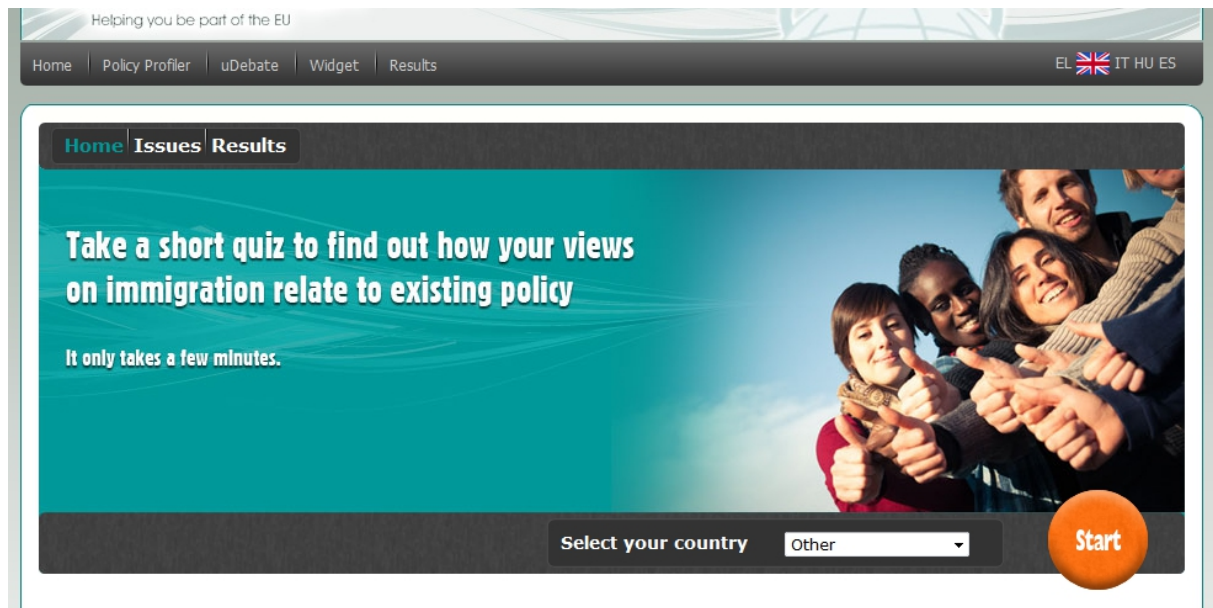 Helping you be part of the EU
Home Policy Profiler uDebate Widget Results EL IT HU ES
Home Issues Results
Take a short quiz to find out how your views
on immigration relate to existing policy
It only takes a few minutes.
Select your country Other Start